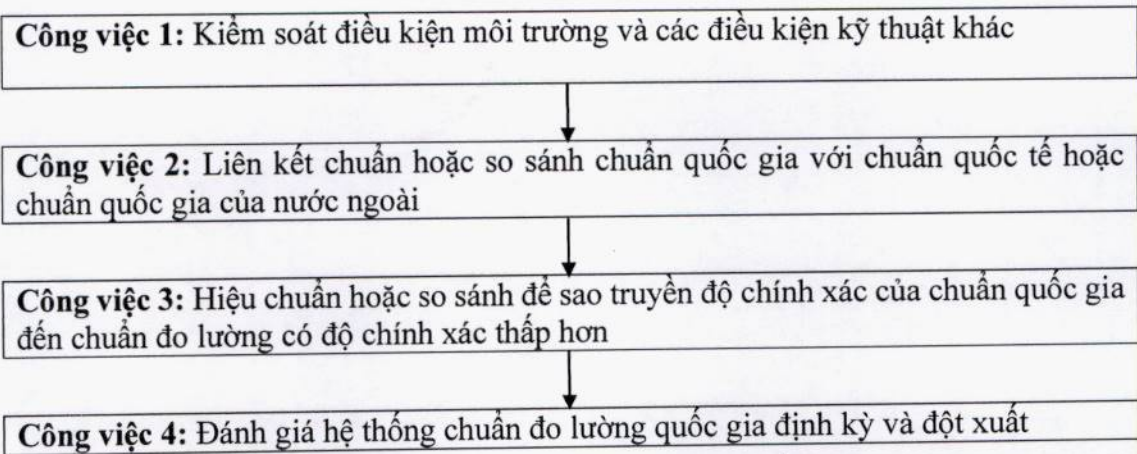 Công việc 1: Kiểm soát điều kiện môi trường và các điều kiện kỹ thuật khác
Công việc 2: Liên kết chuẩn hoặc so sánh chuẩn quốc gia với chuẩn quốc tế hoặc
chuẩn quốc gia của nước ngoài
Công việc 3: Hiệu chuẩn hoặc so sánh để sao truyền độ chính xác của chuẩn quốc gia
đến chuẩn đo lường có độ chính xác thấp hơn
Công việc 4: Đánh giá hệ thống chuẩn đo lường quốc gia định kỳ và đột xuất